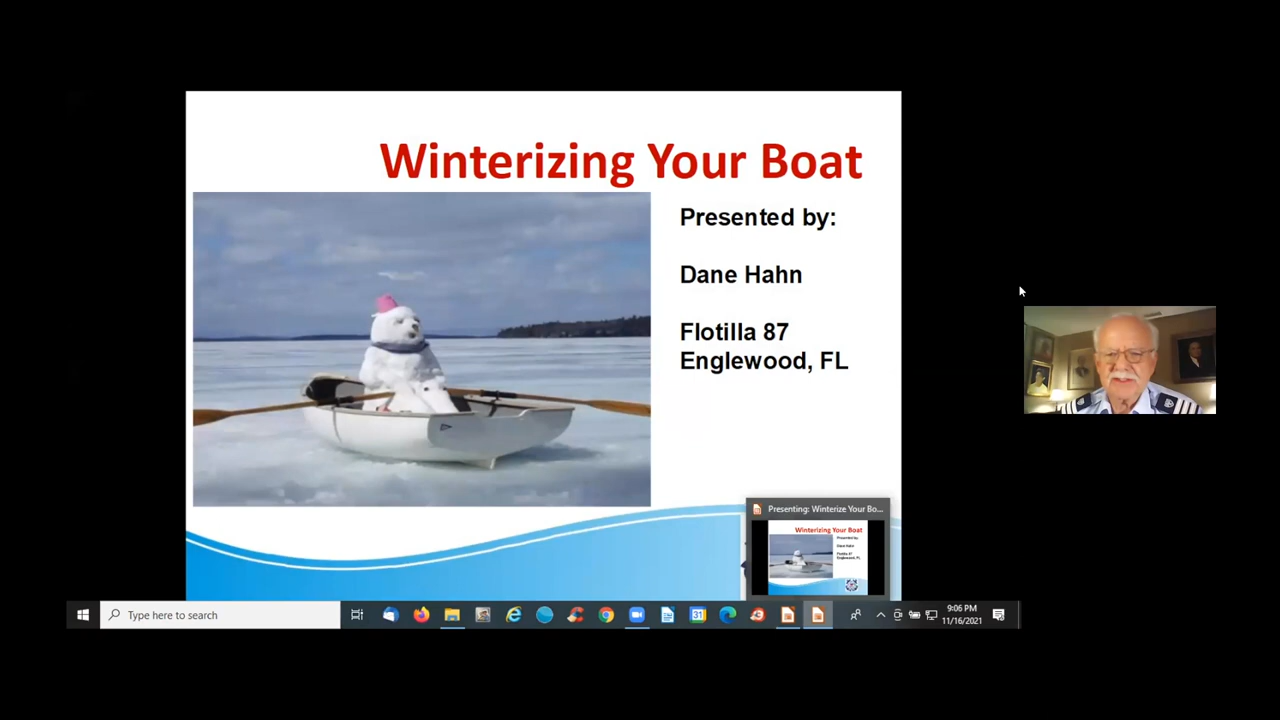 Winterizing Your Boat
Presented by:
Dane Hahn
Flotilla 87
Englewood, FL
Presenting: Winterize Your Bo...
Winterizing Your Boat
Presented by:
Dane Hahn
Flotilla 87
Englewood, FL
Type here to search
31
9:06 PM
11/16/2021